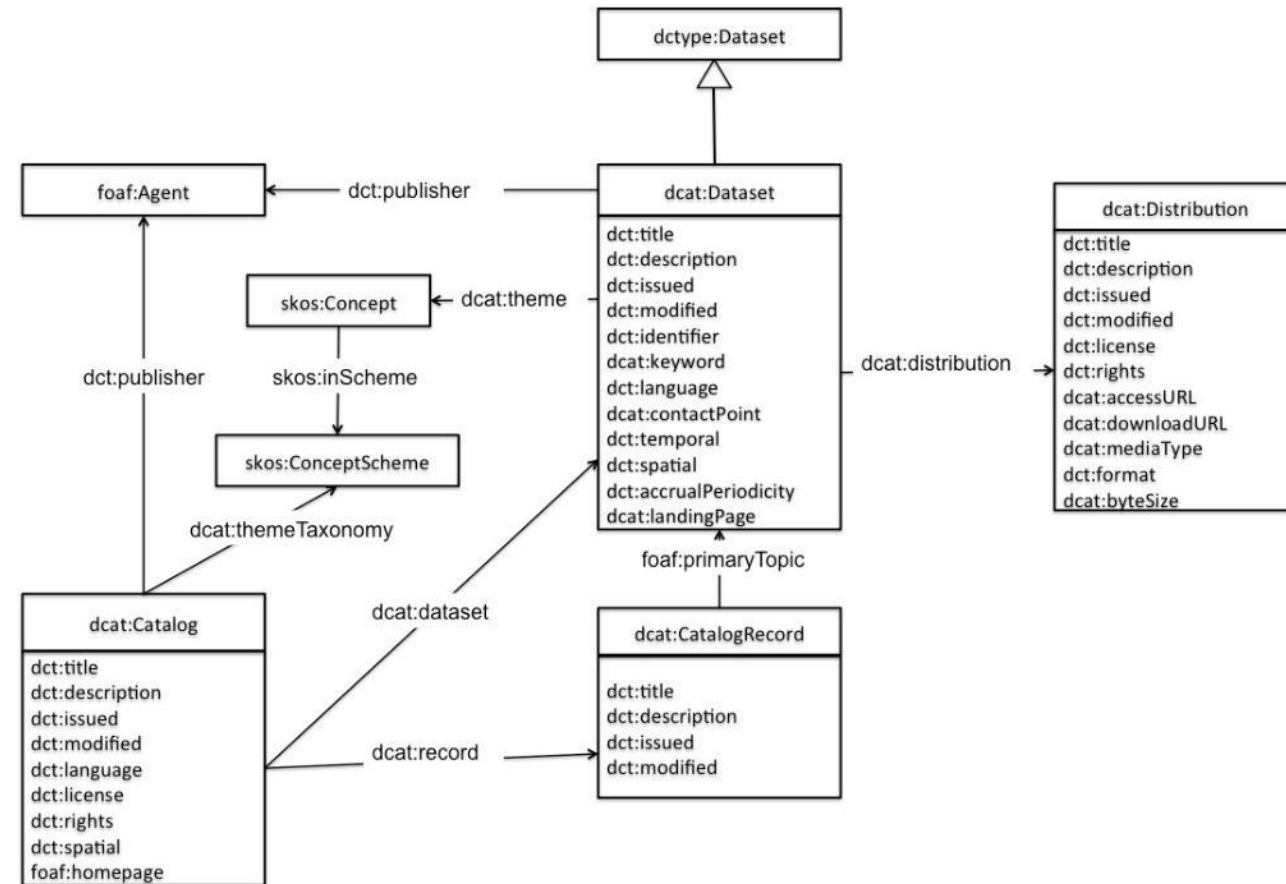 dctype:Dataset
foaf:Agent
dct:publisher
dcat:Dataset
dct:title
dct:description
dct:issued
dct:modified
dct:identifier
dcat:keyword
dct:language
dcat:contactPoint
dct:temporal
dct:spatial
dct:accrualPeriodicity
dcat:landingPage
dcat:distribution
dcat:Distribution
dct:title
dct:description
dct:issued
dct:modified
dct:license
dct:rights
dcat:accessURL
dcat:downloadURL
dcat:mediaType
dct:format
dcat:byteSize
skos:Concept
dcat:theme
skos:inScheme
dct:publisher
skos:ConceptScheme
dcat:themeTaxonomy
foaf:primaryTopic
dcat:dataset
dcat:Catalog
dct:title
dct:description
dct:issued
dct:modified
dct:language
dct:license
dct:rights
dct:spatial
foaf:homepage
dcat:record
dcat:CatalogRecord
dct:title
dct:description
dct:issued
dct:modified